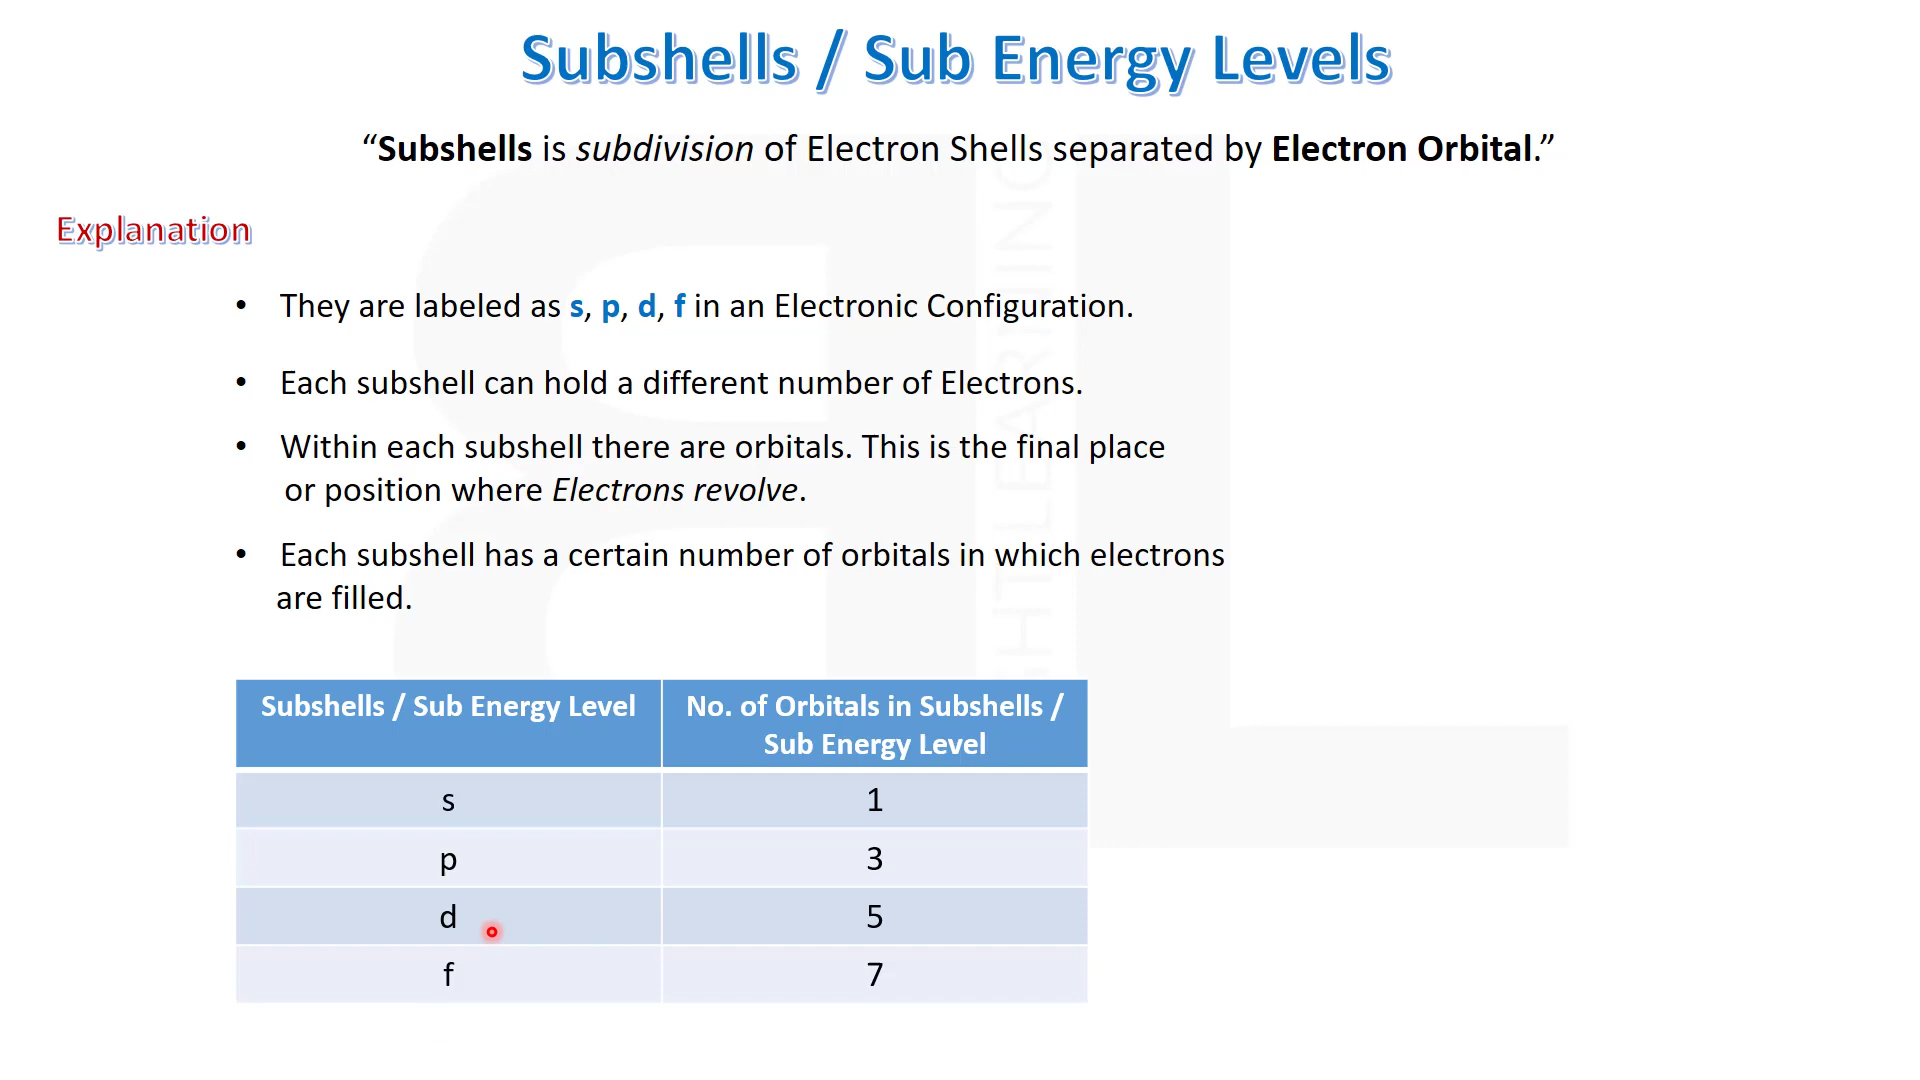 Subshells / Sub Energy Levels
“Subshells is subdivision of Electron Shells separated by Electron Orbital.”
Explanation
• They are labeled as s, p, d, f in an Electronic Configuration.
• Each subshell can hold a different number of Electrons.
• Within each subshell there are orbitals. This is the final place
or position where Electrons revolve.
• Each subshell has a certain number of orbitals in which electrons
are filled.
Subshells / Sub Energy Level
No. of Orbitals in Subshells /
Sub Energy Level
s 1
p 3
d 5
f 7